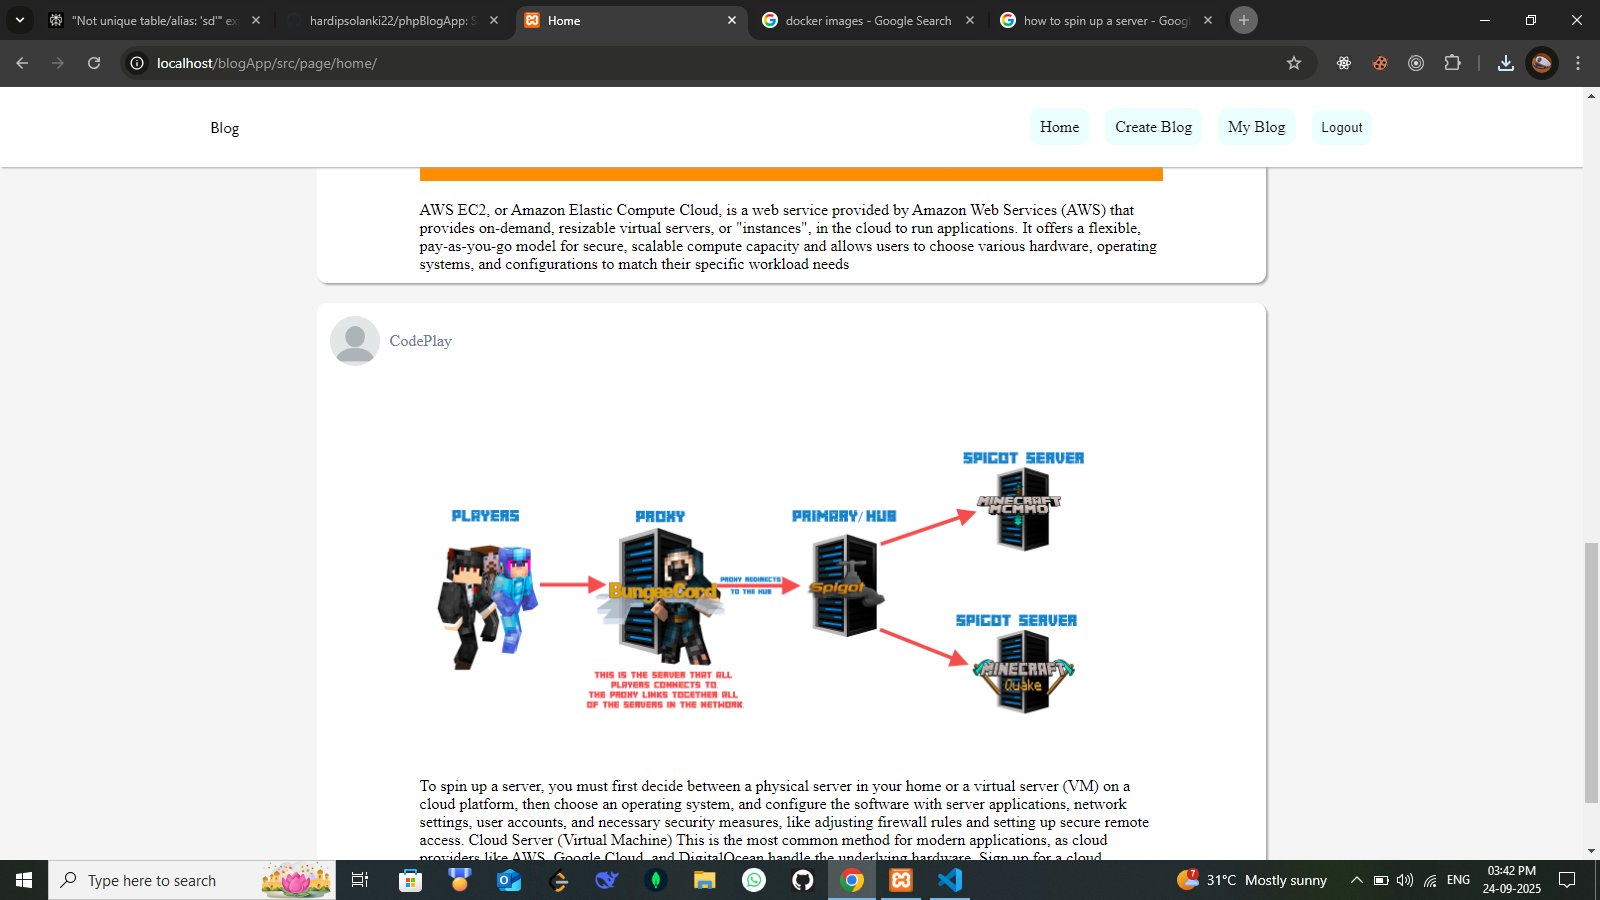 "Not unique table/alias: 'sd'" ex
hardipsolanki22/phpBlogApp: S
Home
docker images - Google Search
how to spin up a server - Googl
localhost/blogApp/src/page/home/
Blog
Home
Create Blog
My Blog
Logout
AWS EC2, or Amazon Elastic Compute Cloud, is a web service provided by Amazon Web Services (AWS) that
provides on-demand, resizable virtual servers, or "instances", in the cloud to run applications. It offers a flexible,
pay-as-you-go model for secure, scalable compute capacity and allows users to choose various hardware, operating
systems, and configurations to match their specific workload needs
CodePlay
PLAYERS
PROXY
BungeeCord
THIS IS THE SERVER THAT ALL
PLAYERS CONNECTS TO.
THE PROXY LINKS TOGETHER ALL
OF THE SERVERS IN THE NETWORK.
PROXY REDIRECTS
TO THE HUB
PRIMARY/HUB
Spigot
SPIGOT SERVER
MINECRAFT
MCMMO
SPIGOT SERVER
MINECRAFT
Quake
To spin up a server, you must first decide between a physical server in your home or a virtual server (VM) on a
cloud platform, then choose an operating system, and configure the software with server applications, network
settings, user accounts, and necessary security measures, like adjusting firewall rules and setting up secure remote
access. Cloud Server (Virtual Machine) This is the most common method for modern applications, as cloud
providers like AWS, Google Cloud, and DigitalOcean handle the underlying hardware. Sign up for a cloud
Type here to search
7
31°C Mostly sunny
ENG
03:42 PM
24-09-2025